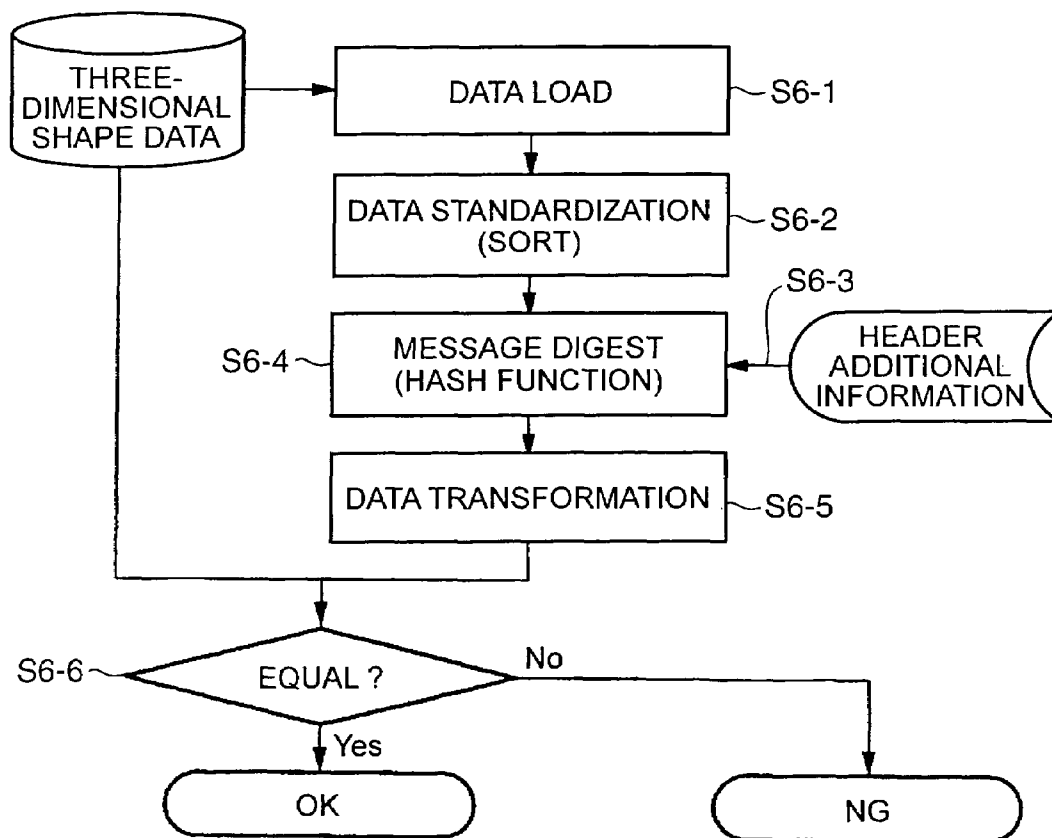 THREE-
DIMENSIONAL
SHAPE DATA
DATA LOAD
S6-1
DATA STANDARDIZATION
(SORT)
S6-2
S6-3
S6-4
MESSAGE DIGEST
(HASH FUNCTION)
HEADER
ADDITIONAL
INFORMATION
DATA TRANSFORMATION
S6-5
S6-6
EQUAL ?
No
Yes
OK
NG